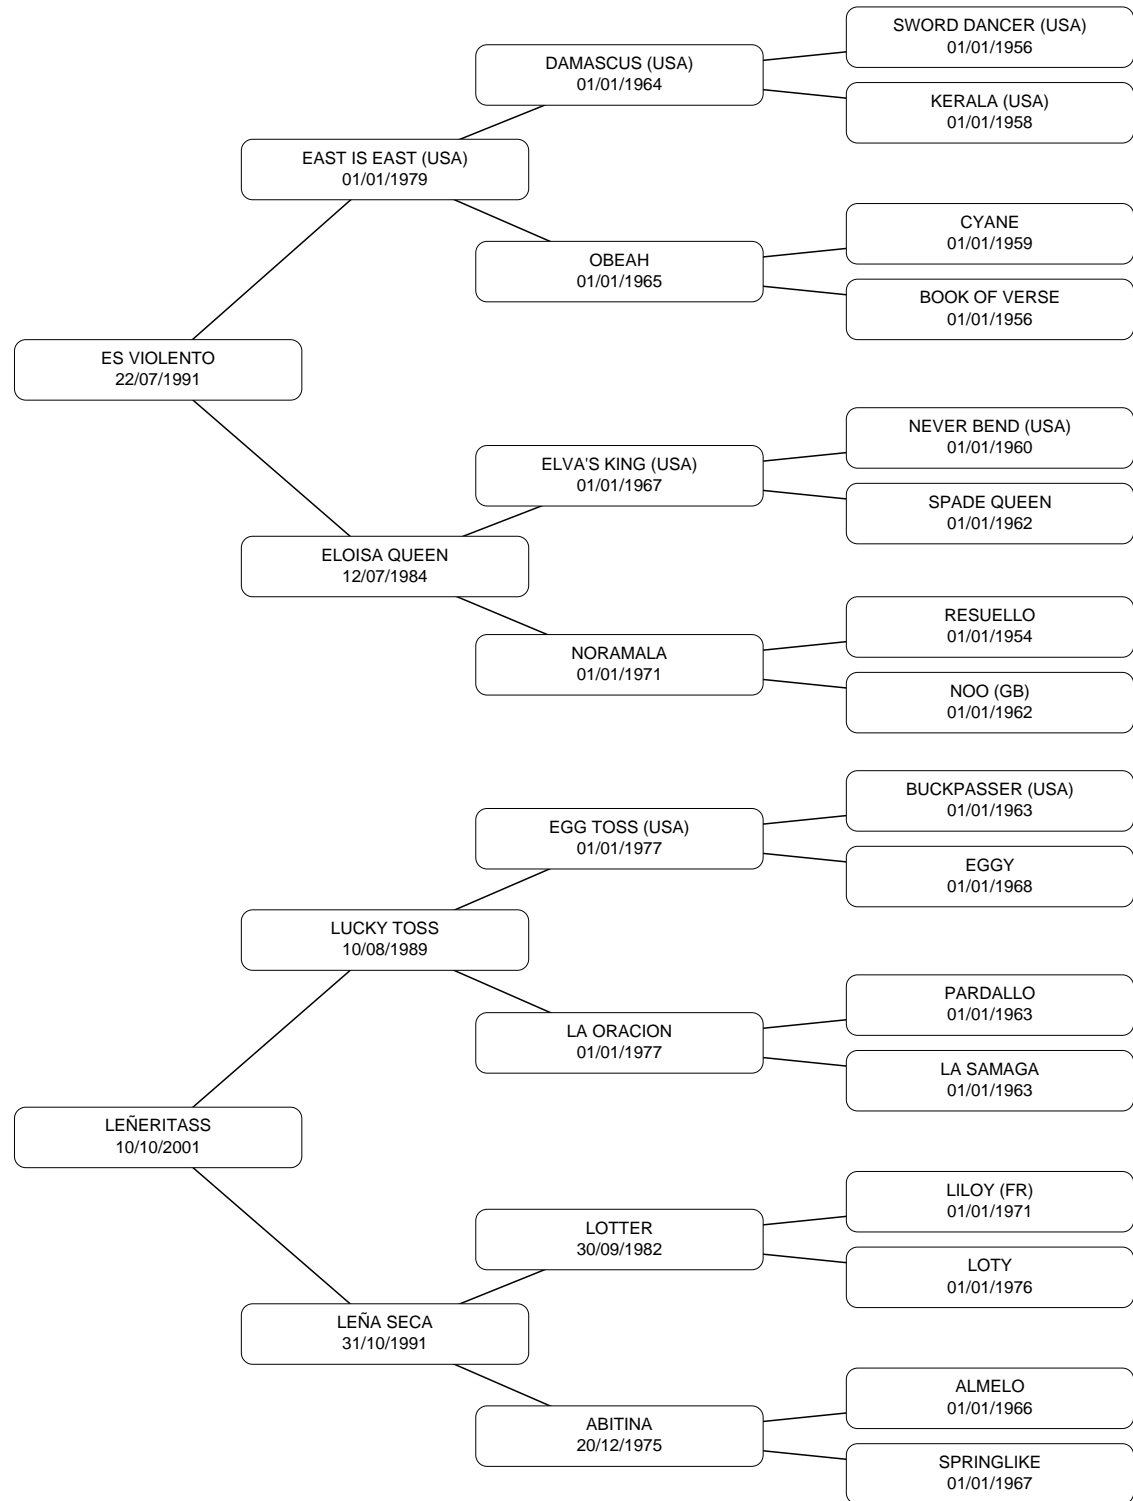 SWORD DANCER (USA)
01/01/1956
DAMASCUS (USA)
01/01/1964
KERALA (USA)
01/01/1958
EAST IS EAST (USA)
01/01/1979
CYANE
01/01/1959
OBEAH
01/01/1965
BOOK OF VERSE
01/01/1956
ES VIOLENTO
22/07/1991
NEVER BEND (USA)
01/01/1960
ELVA'S KING (USA)
01/01/1967
SPADE QUEEN
01/01/1962
ELOISA QUEEN
12/07/1984
RESUELLO
01/01/1954
NORAMALA
01/01/1971
NOO (GB)
01/01/1962
BUCKPASSER (USA)
01/01/1963
EGG TOSS (USA)
01/01/1977
EGGY
01/01/1968
LUCKY TOSS
10/08/1989
PARDALLO
01/01/1963
LA ORACION
01/01/1977
LA SAMAGA
01/01/1963
LEÑERITASS
10/10/2001
LILOY (FR)
01/01/1971
LOTTER
30/09/1982
LOTY
01/01/1976
LEÑA SECA
31/10/1991
ALMELO
01/01/1966
ABITINA
20/12/1975
SPRINGLIKE
01/01/1967